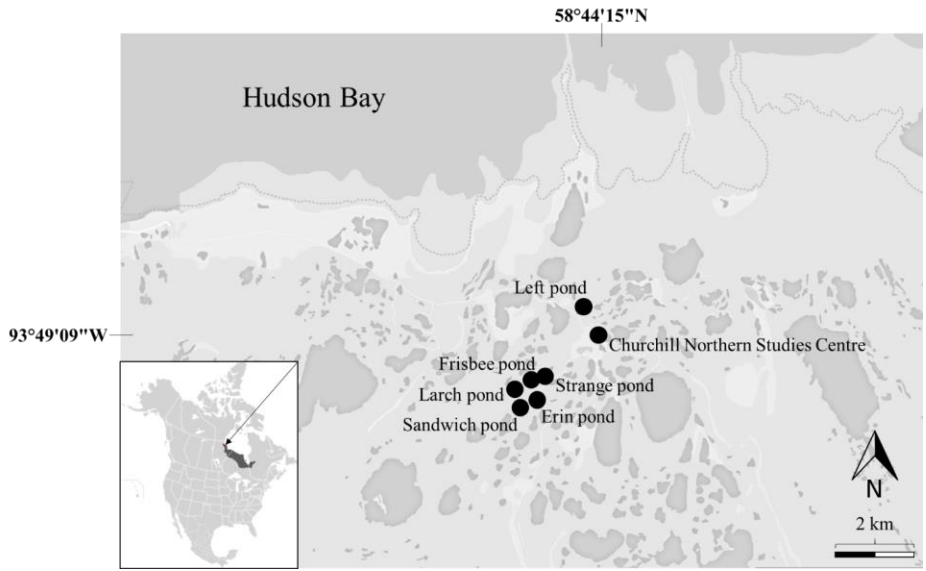 58°44'15"N
Hudson Bay
Left pond
93°49'09"W
Churchill Northern Studies Centre
Frisbee pond
Strange pond
Larch pond
Erin pond
Sandwich pond
N
2 km